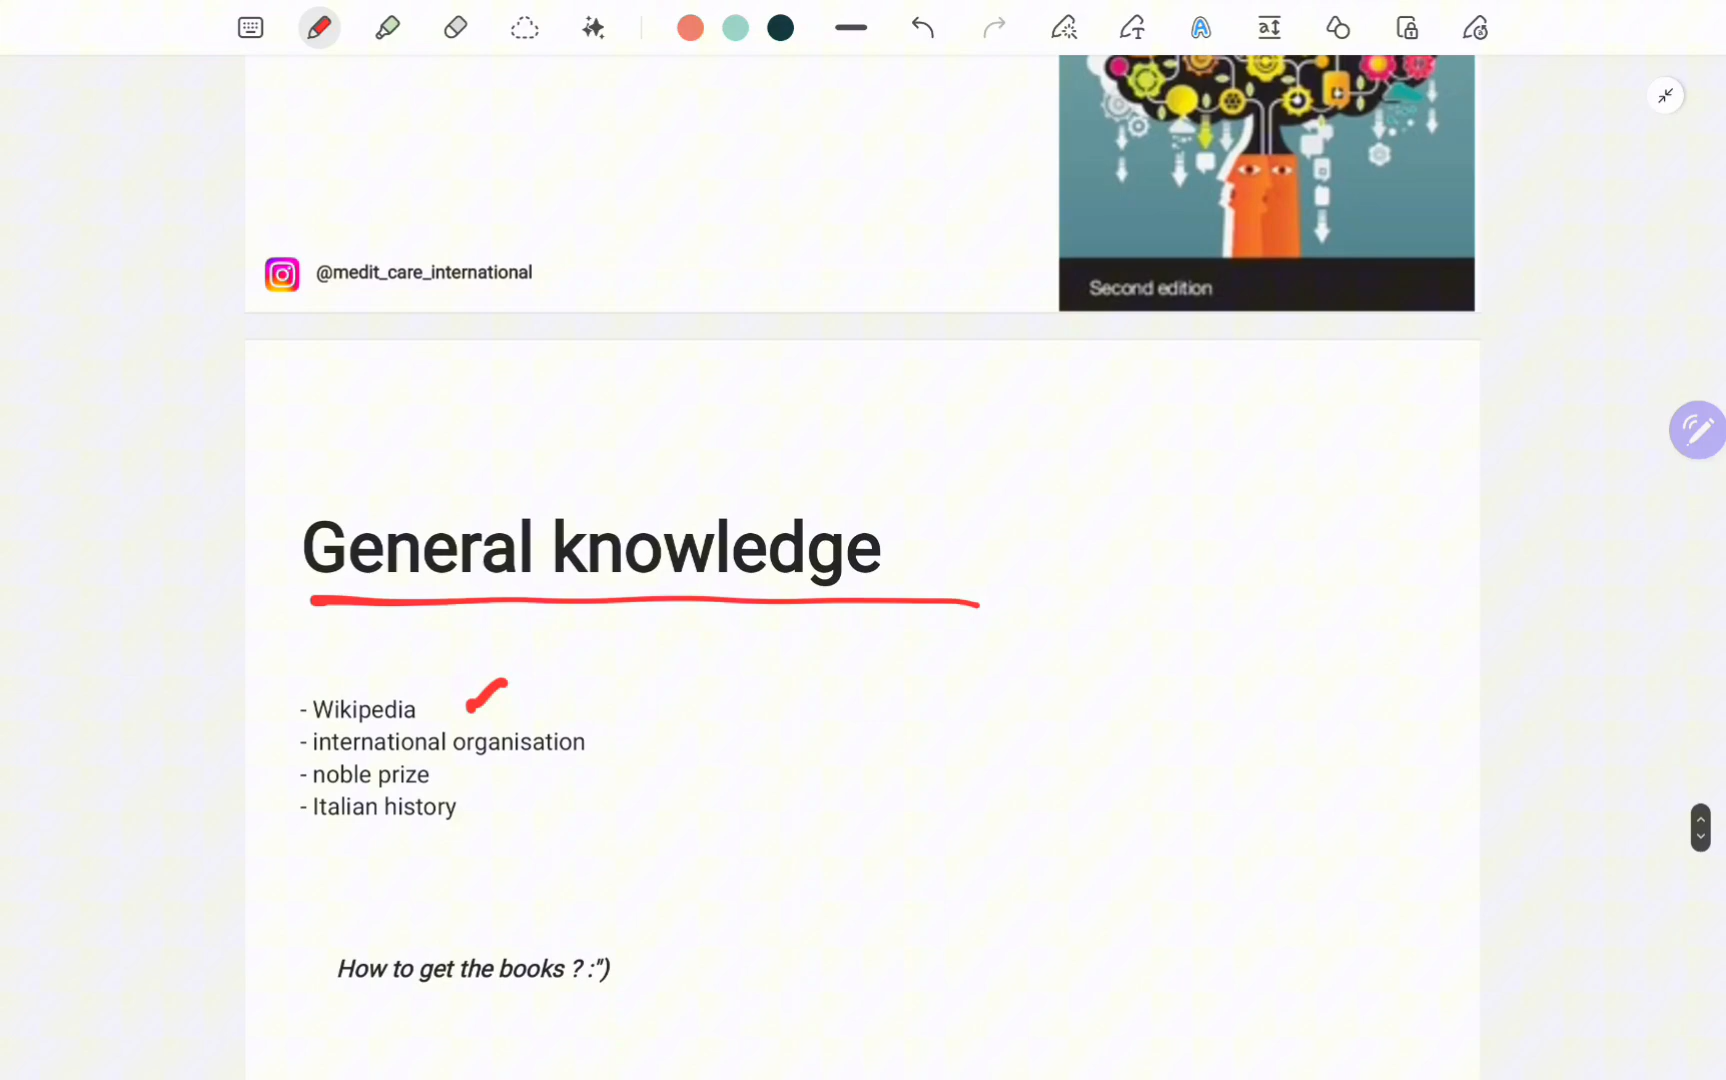 @medit_care_international
Second edition
General knowledge
- Wikipedia
- international organisation
- noble prize
- Italian history
How to get the books ? :")